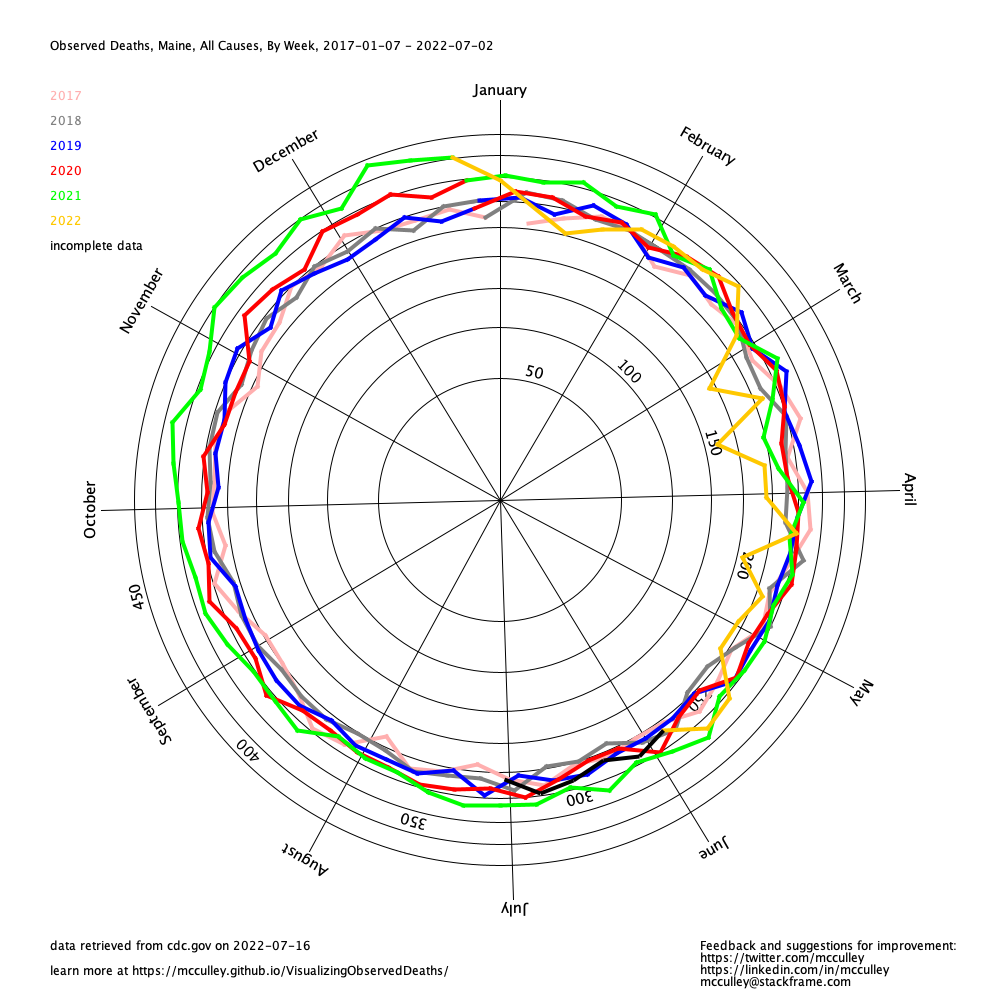 Observed Deaths, Maine, All Causes, By Week, 2017-01-07 - 2022-07-02
January
2017
2018
2019
2020
2021
2022
incomplete data
December
February
November
March
50
100
150
October
April
200
450
250
September
May
400
300
350
August
June
July
data retrieved from cdc.gov on 2022-07-16
learn more at https://mcculley.github.io/VisualizingObservedDeaths/
Feedback and suggestions for improvement:
https://twitter.com/mcculley
https://linkedin.com/in/mcculley
mcculley@stackframe.com